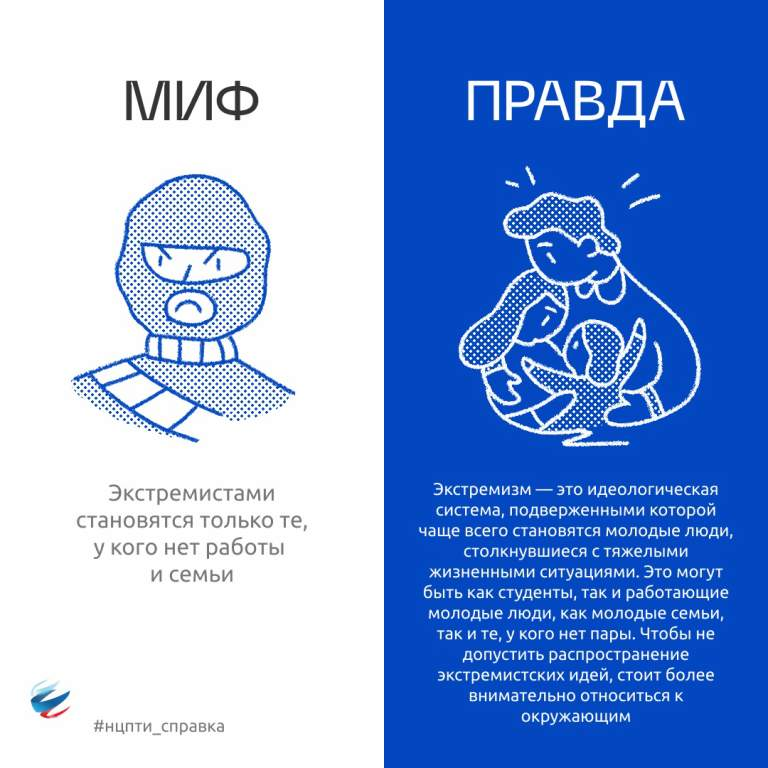 МИФ
Экстремистами
становятся только те,
у кого нет работы
и семьи
#нцпти_справка
ПРАВДА
Экстремизм — это идеологическая
система, подверженными которой
чаще всего становятся молодые люди,
столкнувшиеся с тяжелыми
жизненными ситуациями. Это могут
быть как студенты, так и работающие
молодые люди, как молодые семьи,
так и те, у кого нет пары. Чтобы не
допустить распространение
экстремистских идей, стоит более
внимательно относиться к
окружающим